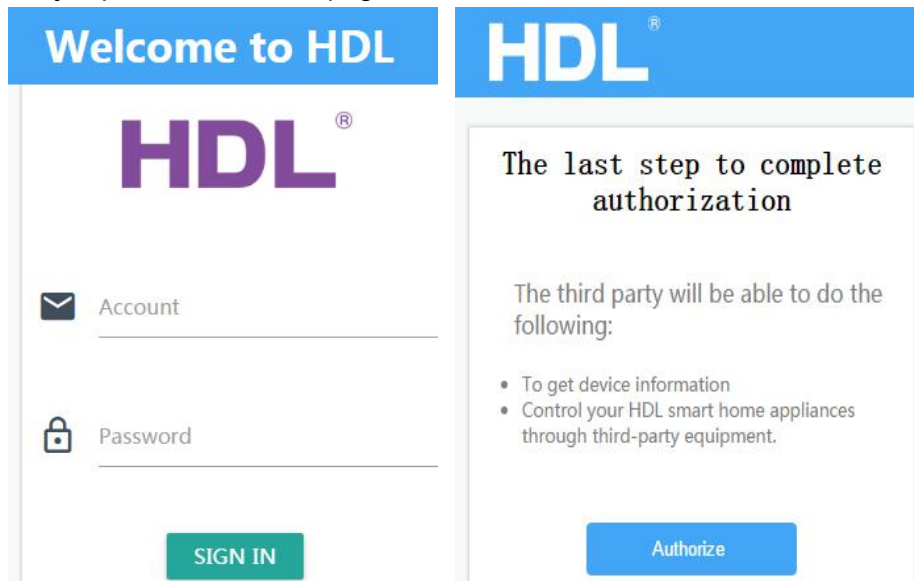 Welcome to HDL
HDL®
Account
Password
SIGN IN
HDL®
The last step to complete
authorization
The third party will be able to do the
following:
• To get device information
• Control your HDL smart home appliances
through third-party equipment.
Authorize